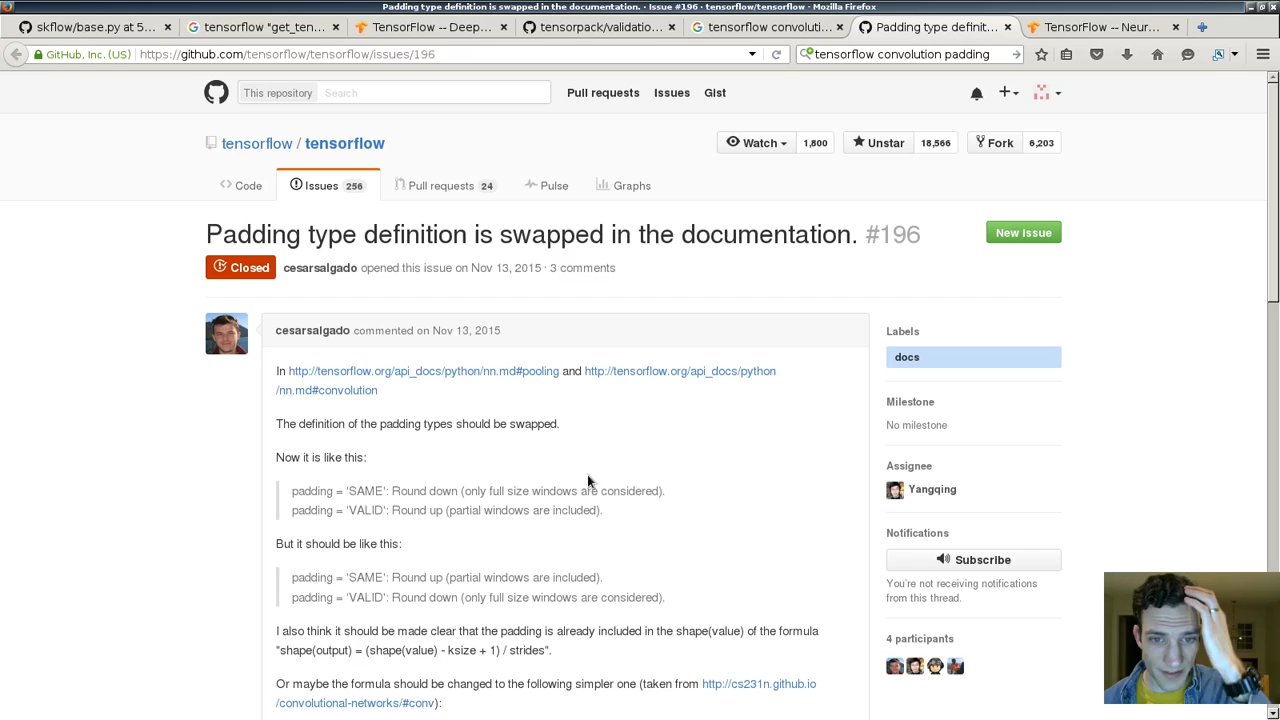 Padding type definition is swapped in the documentation. · Issue #196 · tensorflow/tensorflow - Mozilla Firefox
skflow/base.py at 5...
tensorflow "get_ten...
TensorFlow -- Deep...
tensorpack/validatio...
tensorflow convoluti...
Padding type definit...
TensorFlow -- Neur...
GitHub, Inc. (US)
https://github.com/tensorflow/tensorflow/issues/196
tensorflow convolution padding
This repository
Search
Pull requests
Issues
Gist
tensorflow / tensorflow
Watch
1,800
Unstar
18,566
Fork
6,203
Code
Issues 256
Pull requests 24
Pulse
Graphs
Padding type definition is swapped in the documentation. #196
New Issue
Closed
cesarsalgado opened this issue on Nov 13, 2015 · 3 comments
cesarsalgado commented on Nov 13, 2015
In http://tensorflow.org/api_docs/python/nn.md#pooling and http://tensorflow.org/api_docs/python
/nn.md#convolution
The definition of the padding types should be swapped.
Now it is like this:
padding = 'SAME': Round down (only full size windows are considered).
padding = 'VALID': Round up (partial windows are included).
But it should be like this:
padding = 'SAME': Round up (partial windows are included).
padding = 'VALID': Round down (only full size windows are considered).
I also think it should be made clear that the padding is already included in the shape(value) of the formula
"shape(output) = (shape(value) - ksize + 1) / strides".
Or maybe the formula should be changed to the following simpler one (taken from http://cs231n.github.io
/convolutional-networks/#conv):
Labels
docs
Milestone
No milestone
Assignee
Yangqing
Notifications
Subscribe
You're not receiving notifications
from this thread.
4 participants